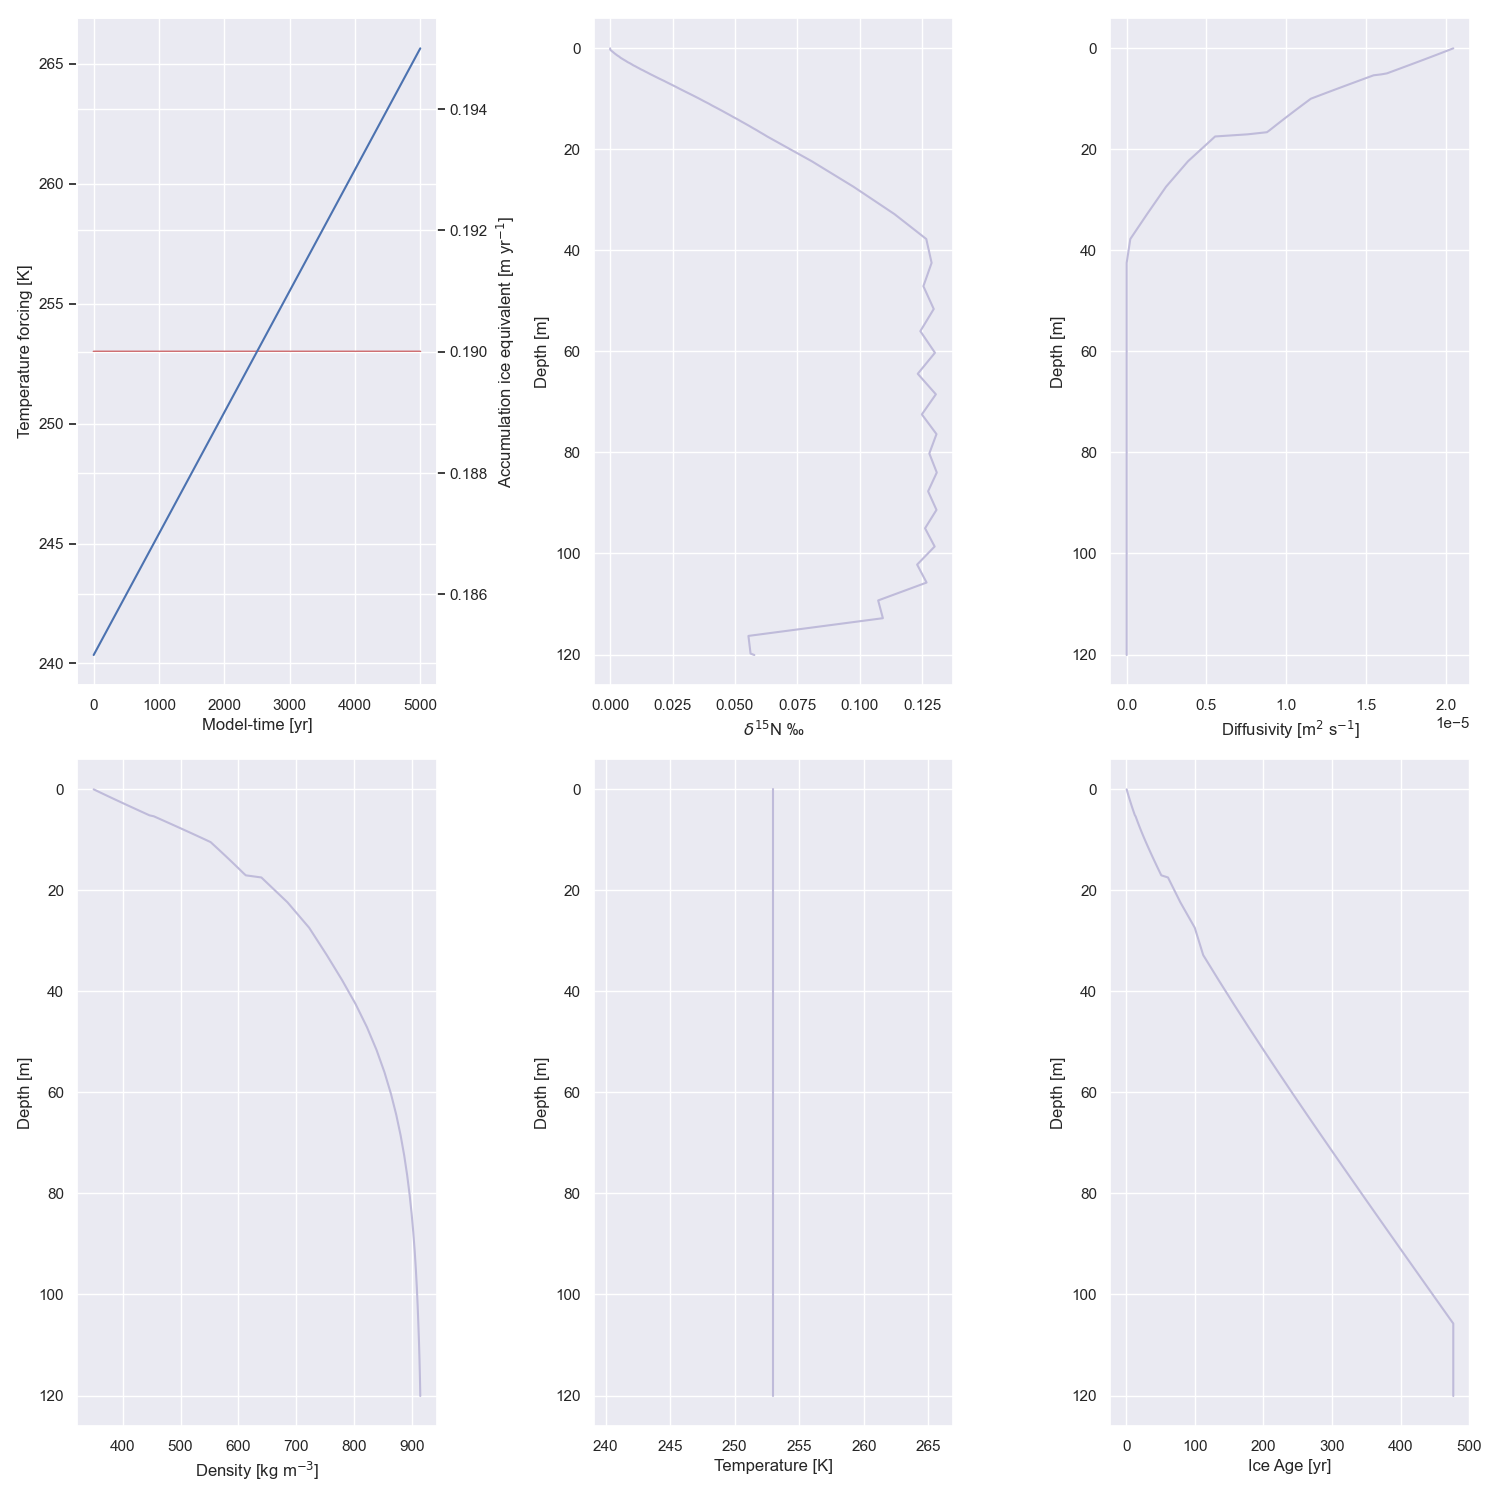 265
260
255
250
245
240
Temperature forcing [K]
0 1000 2000 3000 4000 5000
Model-time [yr]
0.194
0.192
0.190
0.188
0.186
Accumulation ice equivalent [m yr⁻¹]
0
20
40
60
80
100
120
Depth [m]
0.000 0.025 0.050 0.075 0.100 0.125
δ¹⁵N ‰
0
20
40
60
80
100
120
Depth [m]
0.0 0.5 1.0 1.5 2.0
1e−5
Diffusivity [m² s⁻¹]
0
20
40
60
80
100
120
Depth [m]
400 500 600 700 800 900
Density [kg m⁻³]
0
20
40
60
80
100
120
Depth [m]
240 245 250 255 260 265
Temperature [K]
0
20
40
60
80
100
120
Depth [m]
0 100 200 300 400 500
Ice Age [yr]